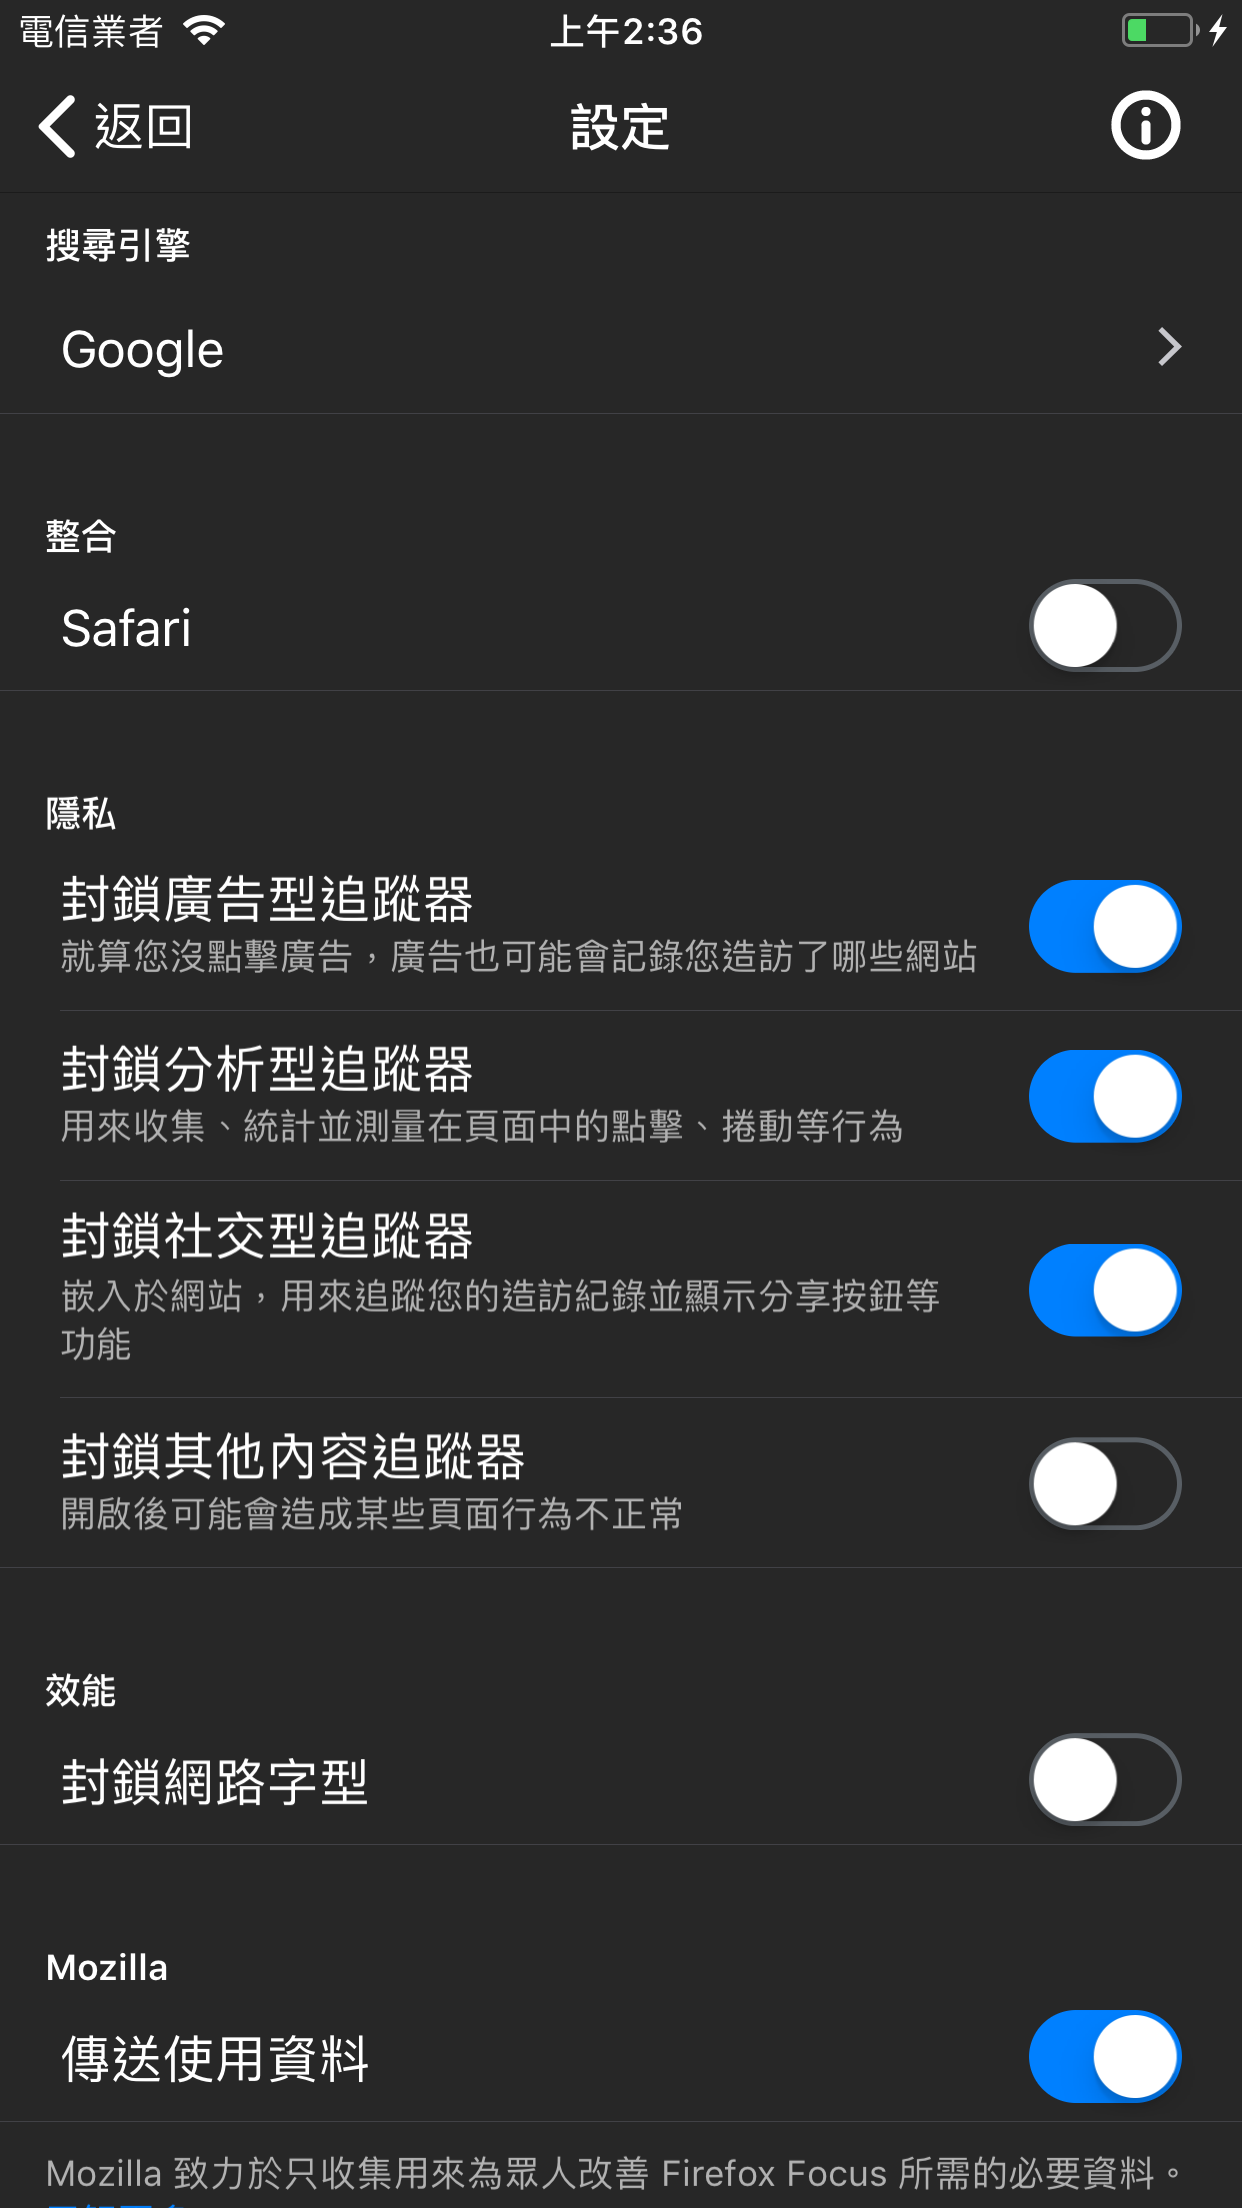 電信業者
上午2:36
返回
設定
搜尋引擎
Google
整合
Safari
隱私
封鎖廣告型追蹤器
就算您沒點擊廣告，廣告也可能會記錄您造訪了哪些網站
封鎖分析型追蹤器
用來收集、統計並測量在頁面中的點擊、捲動等行為
封鎖社交型追蹤器
嵌入於網站，用來追蹤您的造訪紀錄並顯示分享按鈕等
功能
封鎖其他內容追蹤器
開啟後可能會造成某些頁面行為不正常
效能
封鎖網路字型
Mozilla
傳送使用資料
Mozilla 致力於只收集用來為眾人改善 Firefox Focus 所需的必要資料。